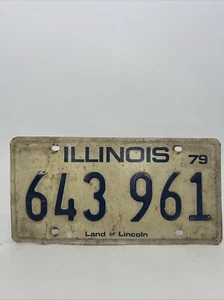 ILLINOIS 79
643 961
Land of Lincoln